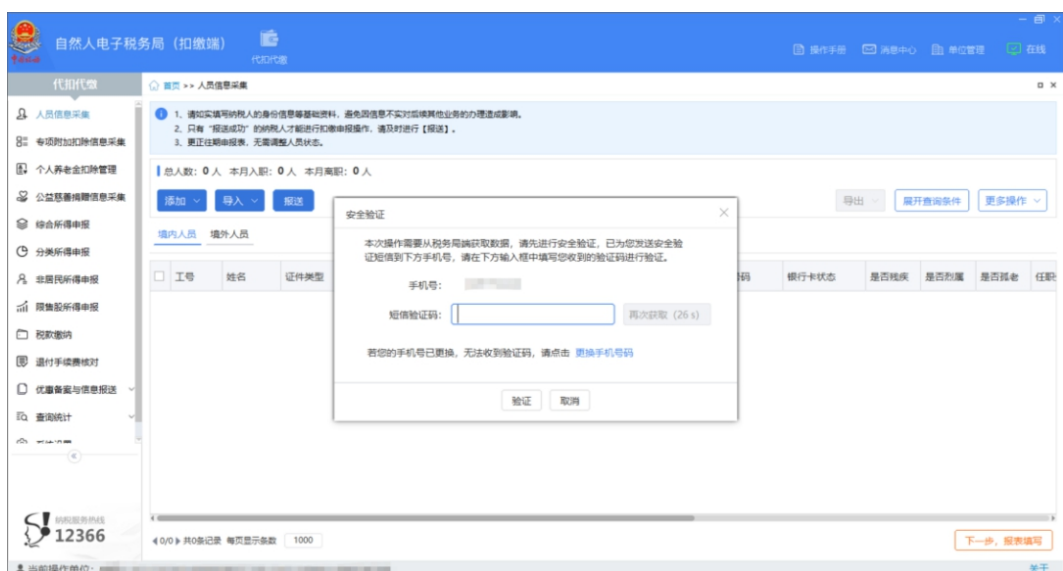 自然人电子税务局（扣缴端）
代扣代缴
操作手册 消息中心 单位管理 在线
代扣代缴
首页 >> 人员信息采集
人员信息采集
专项附加扣除信息采集
个人养老金扣除管理
公益慈善捐赠信息采集
综合所得申报
分类所得申报
非居民所得申报
限售股所得申报
税款缴纳
退付手续费核对
优惠备案与信息报送
查询统计
系统设置
纳税服务热线
12366
1、请如实填写纳税人的身份信息等基础资料，避免因信息不实对后续其他业务的办理造成影响。
2、只有“报送成功”的纳税人才能进行扣缴申报操作，请及时进行【报送】。
3、更正往期申报表，无需调整人员状态。
总人数：0 人 本月入职：0 人 本月离职：0 人
添加 导入 报送 导出 展开查询条件 更多操作
境内人员 境外人员
工号 姓名 证件类型 号码 银行卡状态 是否残疾 是否烈属 是否孤老 任职
安全验证
本次操作需要从税务局端获取数据，请先进行安全验证，已为您发送安全验
证短信到下方手机号，请在下方输入框中填写您收到的验证码进行验证。
手机号：
短信验证码： 再次获取（26 s）
若您的手机号已更换，无法收到验证码，请点击 更换手机号码
验证 取消
0/0 共0条记录 每页显示条数 1000
下一步，报表填写
当前操作单位：
关于